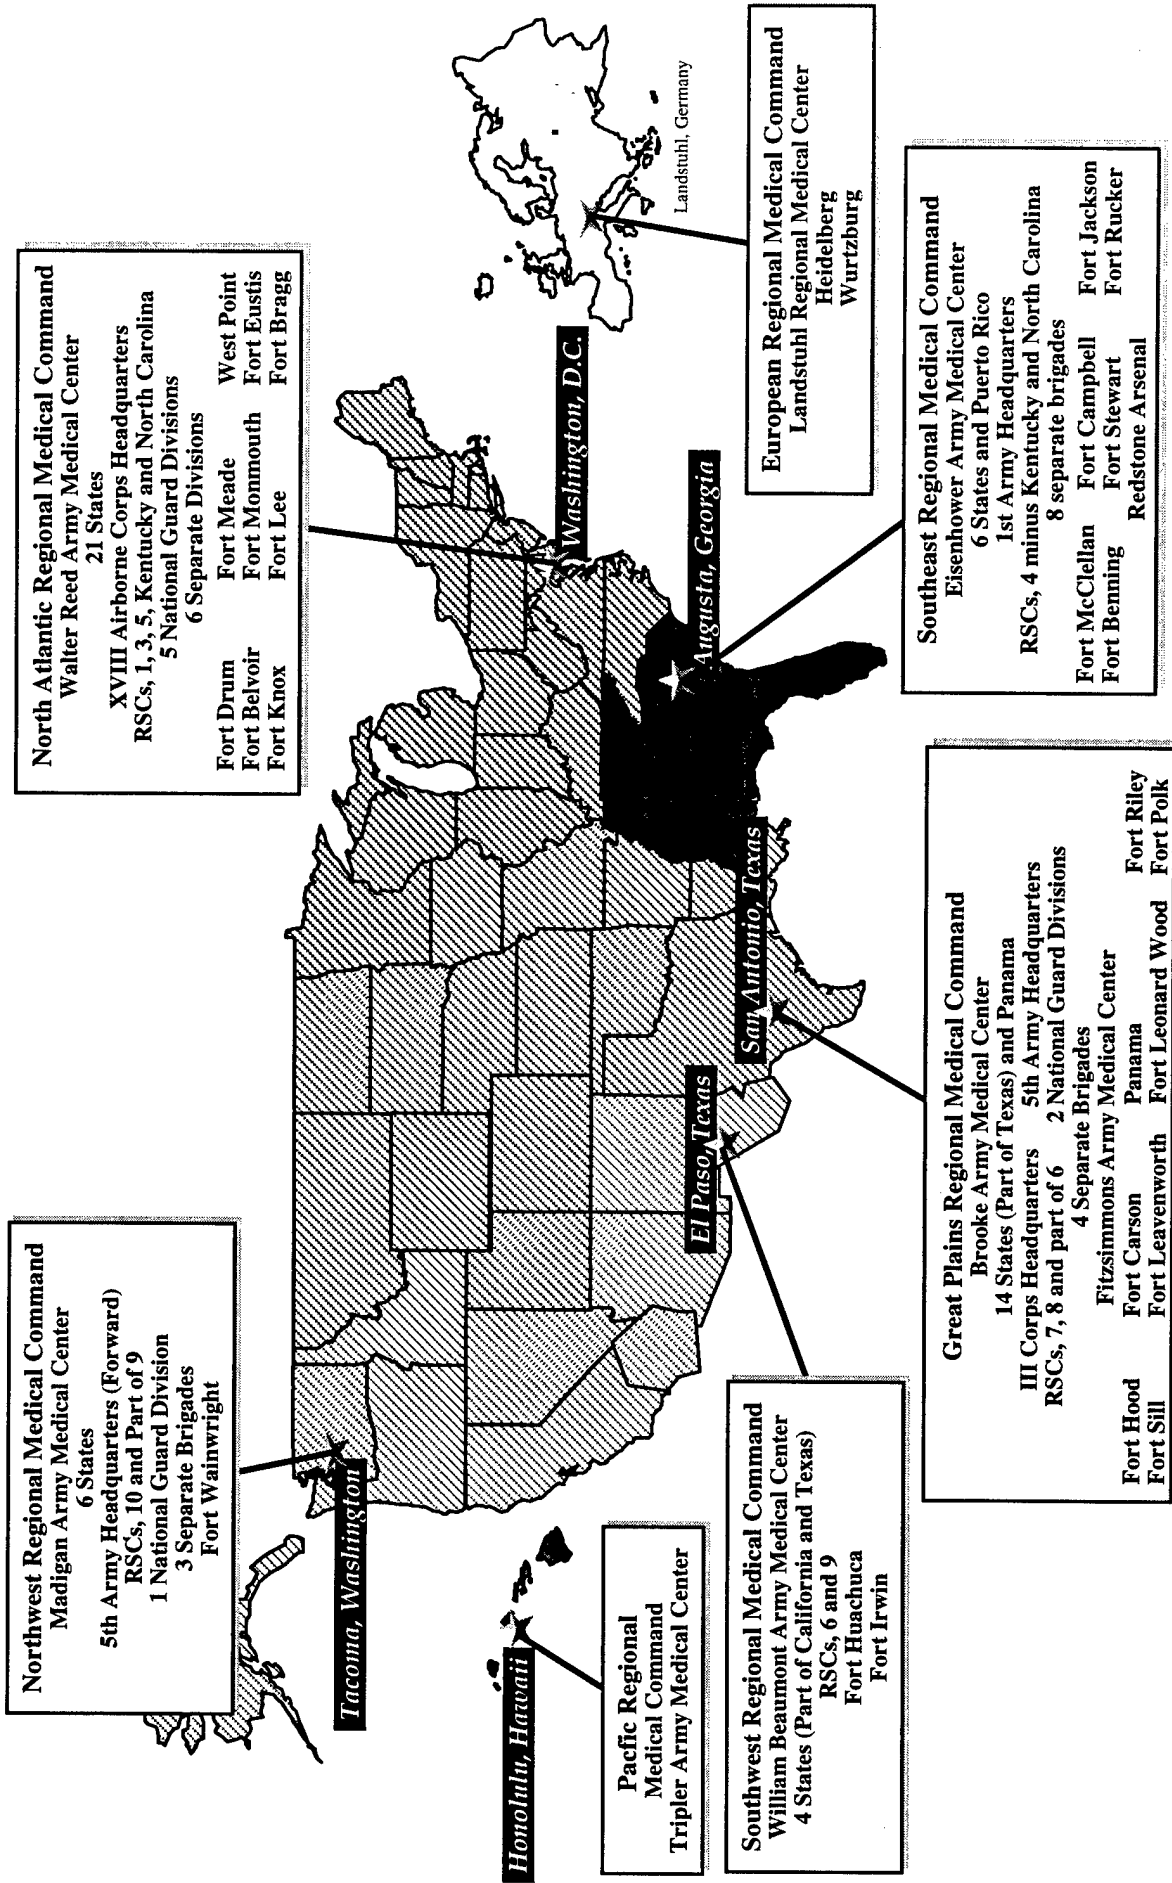 Northwest Regional Medical Command
Madigan Army Medical Center
6 States
5th Army Headquarters (Forward)
RSCs, 10 and Part of 9
1 National Guard Division
3 Separate Brigades
Fort Wainwright
North Atlantic Regional Medical Command
Walter Reed Army Medical Center
21 States
XVIII Airborne Corps Headquarters
RSCs, 1, 3, 5, Kentucky and North Carolina
5 National Guard Divisions
6 Separate Divisions
Fort Drum Fort Meade West Point
Fort Belvoir Fort Monmouth Fort Eustis
Fort Knox Fort Lee Fort Bragg
Tacoma, Washington
Washington, D.C.
Landstuhl, Germany
Honolulu, Hawaii
El Paso, Texas
San Antonio, Texas
Augusta, Georgia
Pacfic Regional
Medical Command
Tripler Army Medical Center
Southwest Regional Medical Command
William Beaumont Army Medical Center
4 States (Part of California and Texas)
RSCs, 6 and 9
Fort Huachuca
Fort Irwin
European Regional Medical Command
Landstuhl Regional Medical Center
Heidelberg
Wurtzburg
Great Plains Regional Medical Command
Brooke Army Medical Center
14 States (Part of Texas) and Panama
III Corps Headquarters 5th Army Headquarters
RSCs, 7, 8 and part of 6 2 National Guard Divisions
4 Separate Brigades
Fitzsimmons Army Medical Center
Fort Hood Fort Carson Panama Fort Riley
Fort Sill Fort Leavenworth Fort Leonard Wood Fort Polk
Southeast Regional Medical Command
Eisenhower Army Medical Center
6 States and Puerto Rico
1st Army Headquarters
RSCs, 4 minus Kentucky and North Carolina
8 separate brigades
Fort McClellan Fort Campbell Fort Jackson
Fort Benning Fort Stewart Fort Rucker
Redstone Arsenal